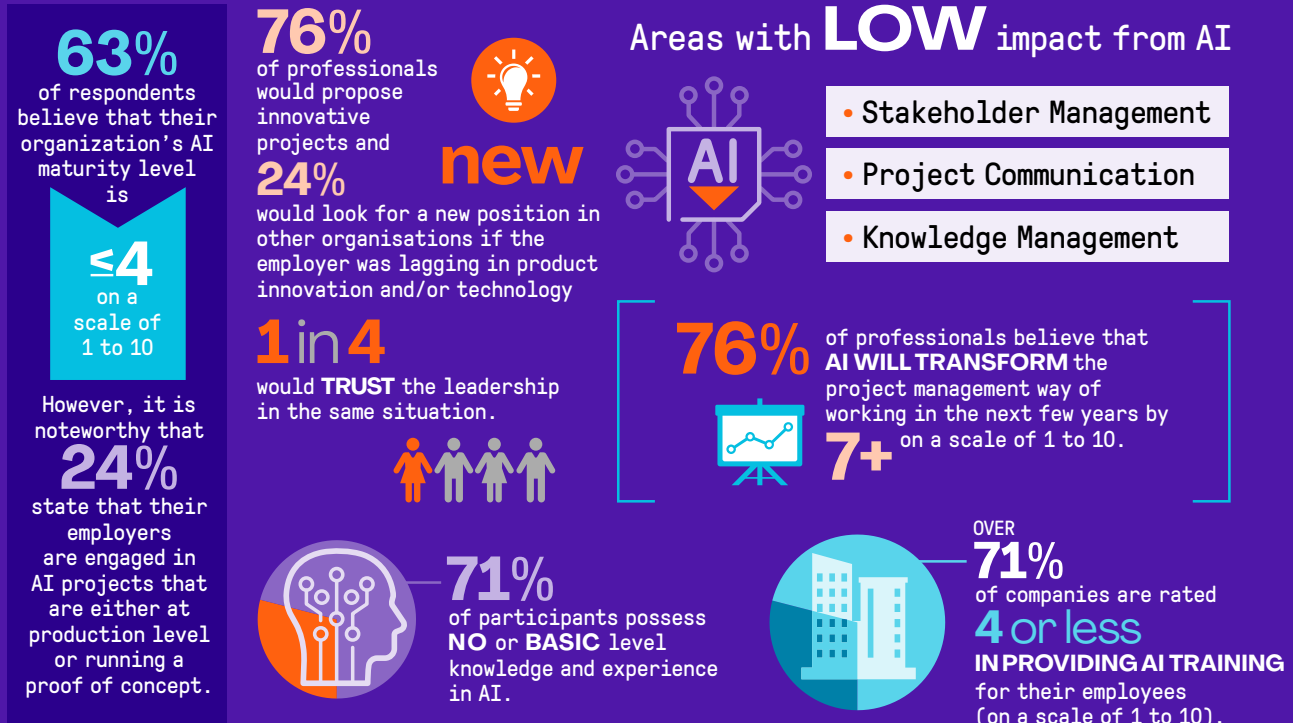 63%
of respondents
believe that their
organization's AI
maturity level
is
≤4
on a
scale of
1 to 10
However, it is
noteworthy that
24%
state that their
employers
are engaged in
AI projects that
are either at
production level
or running a
proof of concept.
76%
of professionals
would propose
innovative
projects and
24%
would look for a new position in
other organisations if the
employer was lagging in product
innovation and/or technology
new
1 in 4
would TRUST the leadership
in the same situation.
Areas with LOW impact from AI
AI
• Stakeholder Management
• Project Communication
• Knowledge Management
76%
of professionals believe that
AI WILL TRANSFORM the
project management way of
working in the next few years by
7+ on a scale of 1 to 10.
71%
of participants possess
NO or BASIC level
knowledge and experience
in AI.
OVER
71%
of companies are rated
4 or less
IN PROVIDING AI TRAINING
for their employees
(on a scale of 1 to 10).